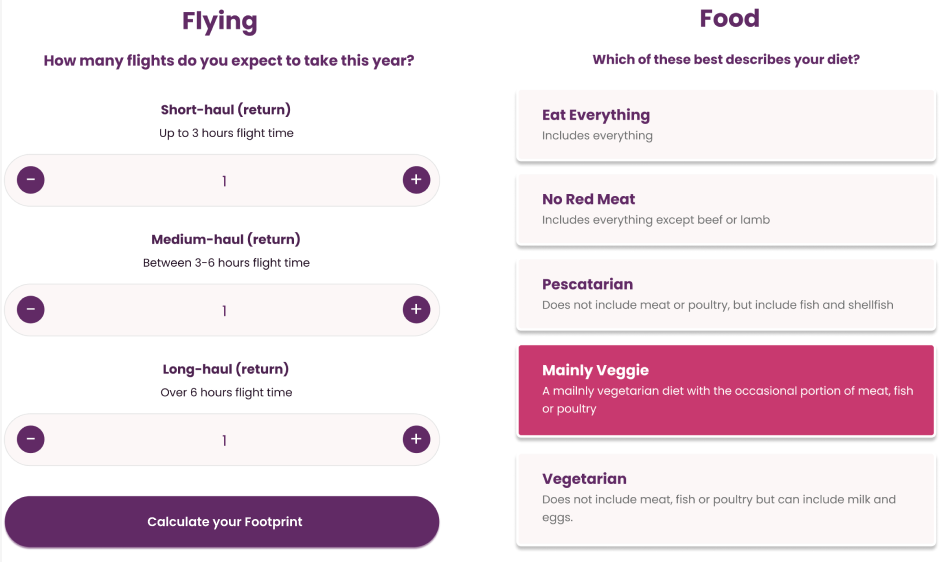 Flying
How many flights do you expect to take this year?
Short-haul (return)
Up to 3 hours flight time
− 1 +
Medium-haul (return)
Between 3-6 hours flight time
− 1 +
Long-haul (return)
Over 6 hours flight time
− 1 +
Calculate your Footprint
Food
Which of these best describes your diet?
Eat Everything
Includes everything
No Red Meat
Includes everything except beef or lamb
Pescatarian
Does not include meat or poultry, but include fish and shellfish
Mainly Veggie
A mailnly vegetarian diet with the occasional portion of meat, fish
or poultry
Vegetarian
Does not include meat, fish or poultry but can include milk and
eggs.